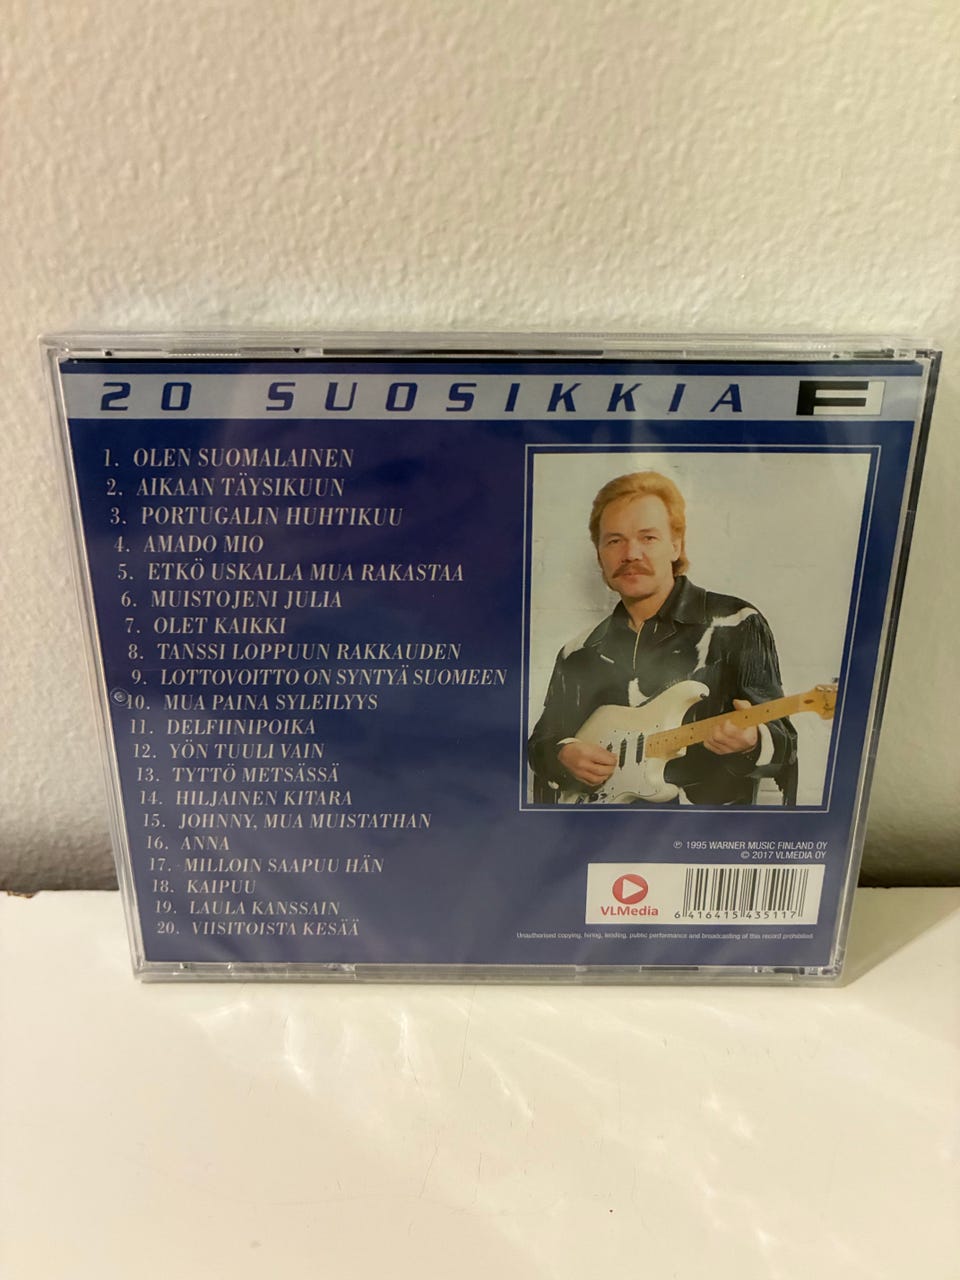 20 SUOSIKKIA
1. OLEN SUOMALAINEN
2. AIKAAN TÄYSIKUUN
3. PORTUGALIN HUHTIKUU
4. AMADO MIO
5. ETKÖ USKALLA MUA RAKASTAA
6. MUISTOJENI JULIA
7. OLET KAIKKI
8. TANSSI LOPPUUN RAKKAUDEN
9. LOTTOVOITTO ON SYNTYÄ SUOMEEN
10. MUA PAINA SYLEILYYS
11. DELFIINIPOIKA
12. YÖN TUULI VAIN
13. TYTTÖ METSÄSSÄ
14. HILJAINEN KITARA
15. JOHNNY, MUA MUISTATHAN
16. ANNA
17. MILLOIN SAAPUU HÄN
18. KAIPUU
19. LAULA KANSSAIN
20. VIISITOISTA KESÄÄ
℗ 1995 WARNER MUSIC FINLAND OY
© 2017 VLMEDIA OY
VLMedia
6 416415 435117
Unauthorised copying, hiring, lending, public performance and broadcasting of this record prohibited